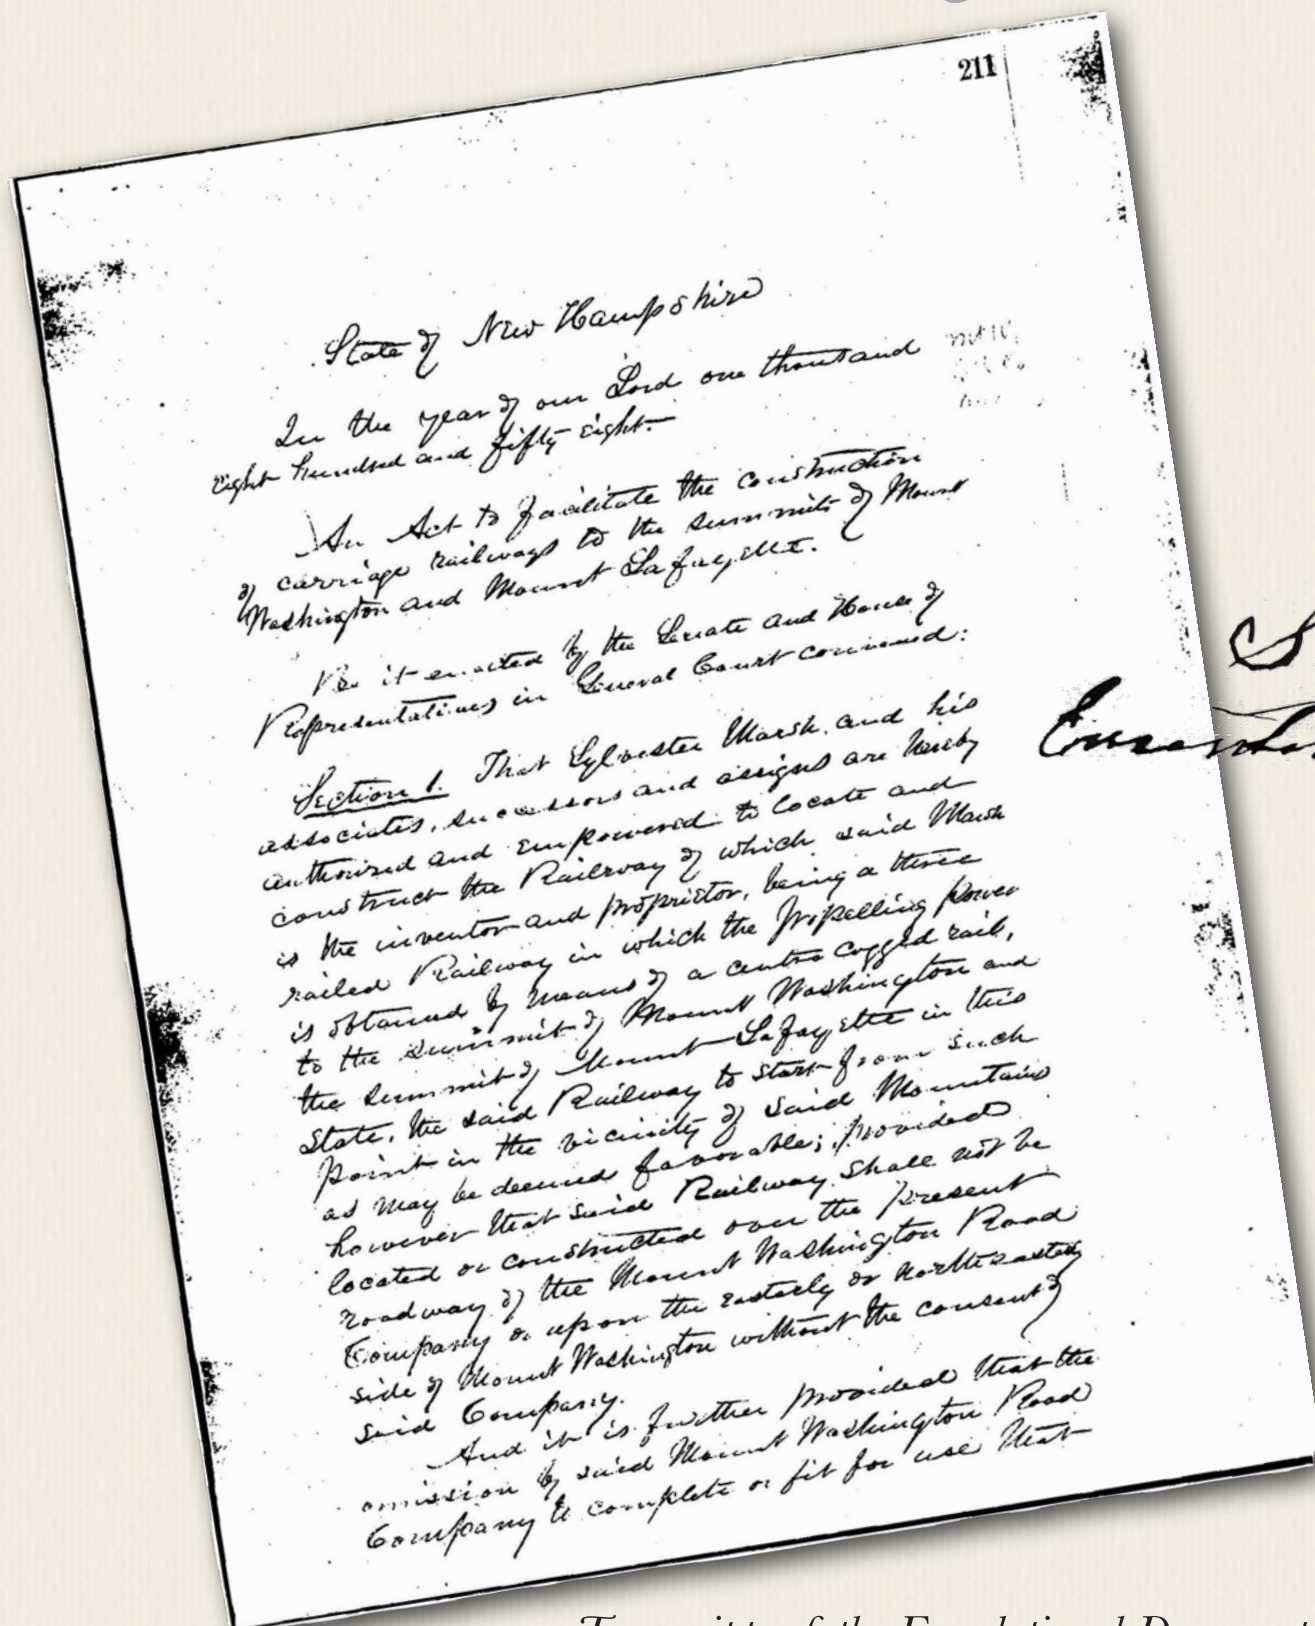 211
State of New Hampshire
In the year of our Lord one thousand
eight hundred and fifty eight.
An Act to facilitate the construction
of carriage railways to the summits of Mount
Washington and Mount Lafayette.
Be it enacted by the Senate and House of
Representatives in General Court convened:
Section 1. That Sylvester Marsh, and his
associates, successors and assigns are hereby
authorized and empowered to locate and
construct the Railway of which said Marsh
is the inventor and proprietor, being a three
railed Railway in which the propelling power
is obtained by means of a centre cogged rail,
to the summit of Mount Washington and
the summit of Mount Lafayette in this
State, the said Railway to start from such
point in the vicinity of said Mountains
as may be deemed favorable; provided
however that said Railway shall not be
located or constructed over the present
roadway of the Mount Washington Road
Company or upon the easterly or northeasterly
side of Mount Washington without the consent of
said Company.
And it is further provided that the
omission by said Mount Washington Road
Company to complete or fit for use that